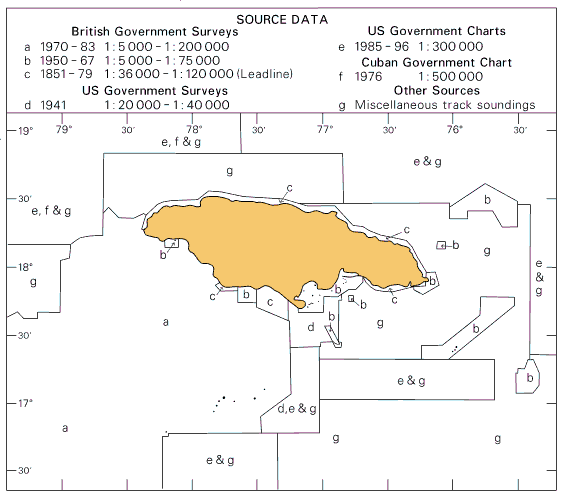 SOURCE DATA
British Government Surveys
a 1970-83 1:5 000-1:200 000
b 1950-67 1:5 000-1:75 000
c 1851-79 1:36 000-1:120 000 (Leadline)
US Government Surveys
d 1941 1:20 000-1:40 000
US Government Charts
e 1985-96 1:300 000
Cuban Government Chart
f 1976 1:500 000
Other Sources
g Miscellaneous track soundings
19° 79° 30' 78° 30' 77° 30' 76° 30'
e, f & g
g
e & g
30'
c
b
e, f & g
c
b
b
g
18°
g
b
e & g
c
b
c
b
b
c
a
d
b
g
b
30'
e & g
b
17°
d,e & g
a
g
g
e & g
30'